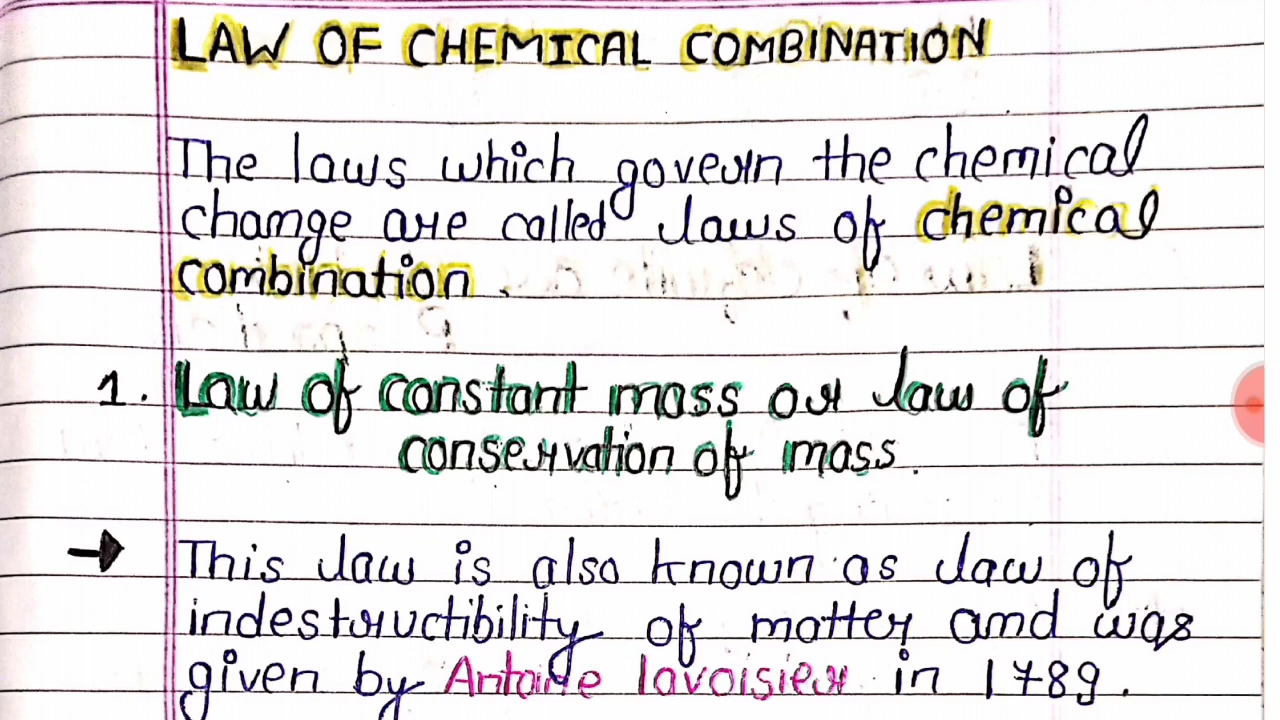 LAW OF CHEMICAL COMBINATION
The laws which govern the chemical
change are called laws of chemical
combination.
1. Law of constant mass or law of
conservation of mass.
→ This law is also known as law of
indestructibility of matter and was
given by Antoine lavoisier in 1789.